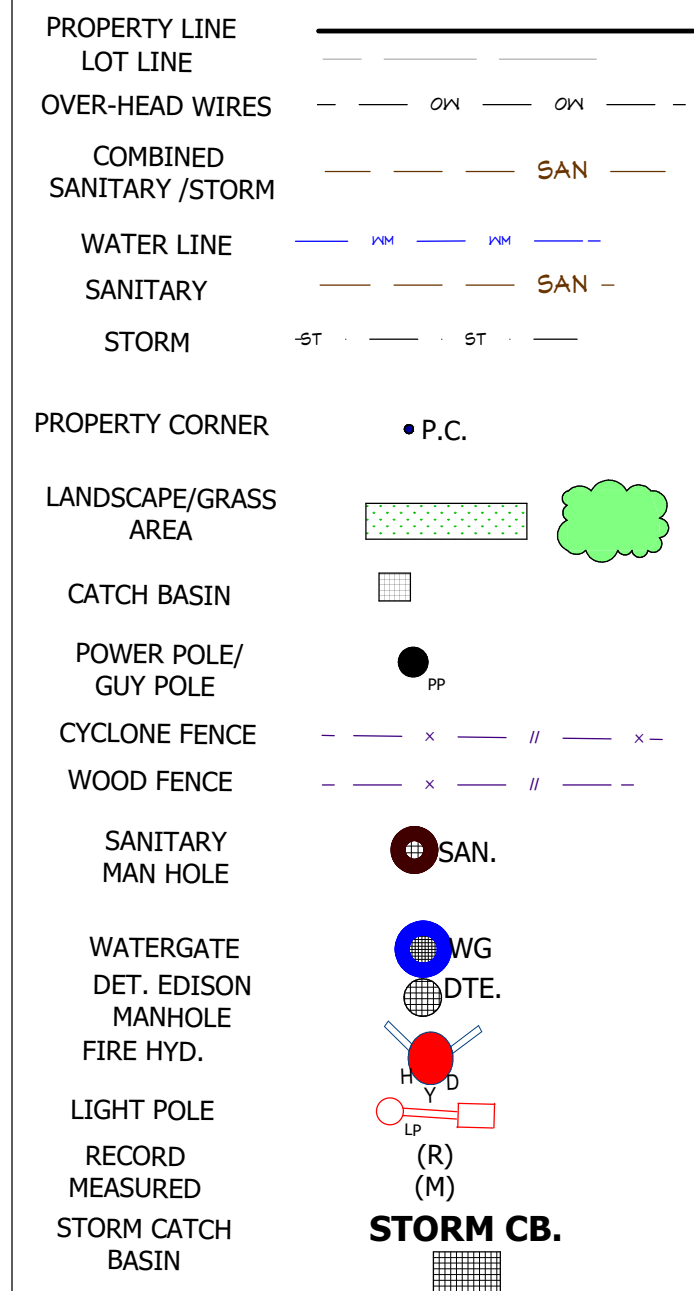 PROPERTY LINE
LOT LINE
OVER-HEAD WIRES OW OW
COMBINED
SANITARY /STORM SAN
WATER LINE WM WM
SANITARY SAN
STORM ST ST
PROPERTY CORNER P.C.
LANDSCAPE/GRASS
AREA
CATCH BASIN
POWER POLE/
GUY POLE PP
CYCLONE FENCE x // x
WOOD FENCE x //
SANITARY
MAN HOLE SAN.
WATERGATE WG
DET. EDISON
MANHOLE DTE.
FIRE HYD. H Y D
LIGHT POLE LP
RECORD (R)
MEASURED (M)
STORM CATCH
BASIN STORM CB.